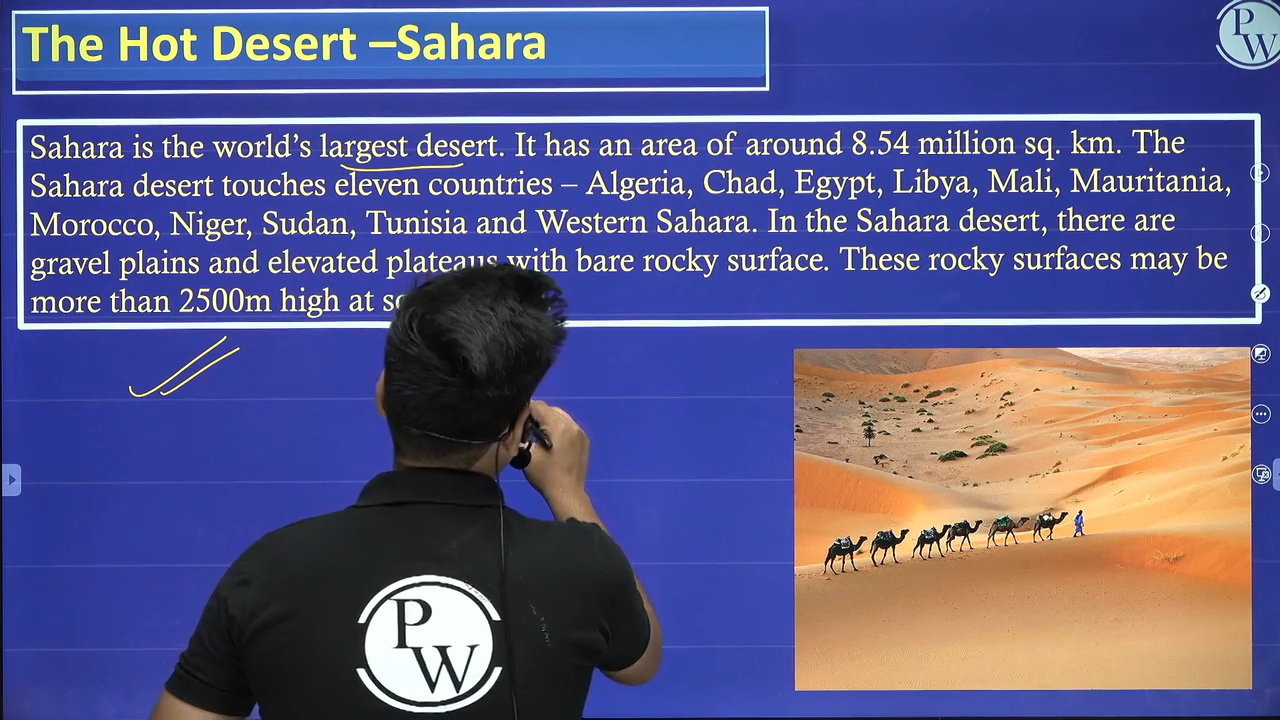 The Hot Desert –Sahara
PW
Sahara is the world's largest desert. It has an area of around 8.54 million sq. km. The
Sahara desert touches eleven countries – Algeria, Chad, Egypt, Libya, Mali, Mauritania,
Morocco, Niger, Sudan, Tunisia and Western Sahara. In the Sahara desert, there are
gravel plains and elevated plateaus with bare rocky surface. These rocky surfaces may be
more than 2500m high at
PW